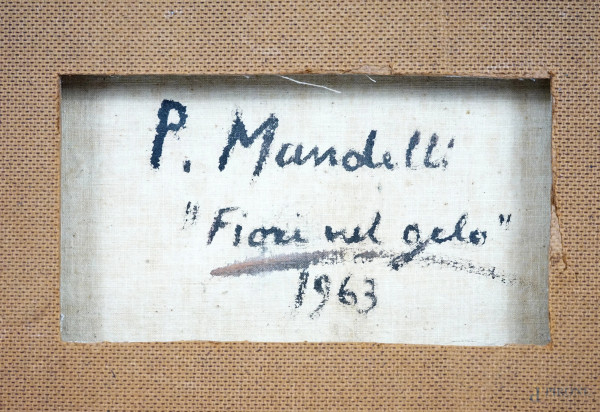 P. Mandelli
"Fiori nel gelo"
1963